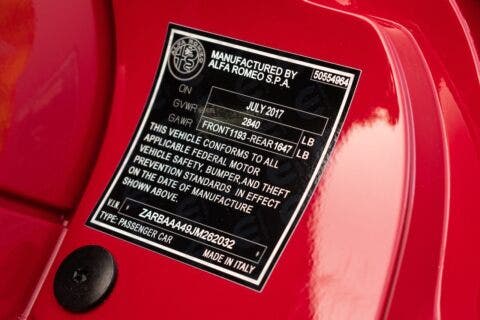 ALFA ROMEO
MANUFACTURED BY
ALFA ROMEO S.P.A.
50554964
ON JULY 2017
GVWR 2840 LB
GAWR FRONT1193-REAR1647 LB
THIS VEHICLE CONFORMS TO ALL
APPLICABLE FEDERAL MOTOR
VEHICLE SAFETY, BUMPER, AND THEFT
PREVENTION STANDARDS IN EFFECT
ON THE DATE OF MANUFACTURE
SHOWN ABOVE.
V.I.N. ZARBAAA49JM262032
TYPE: PASSENGER CAR
MADE IN ITALY